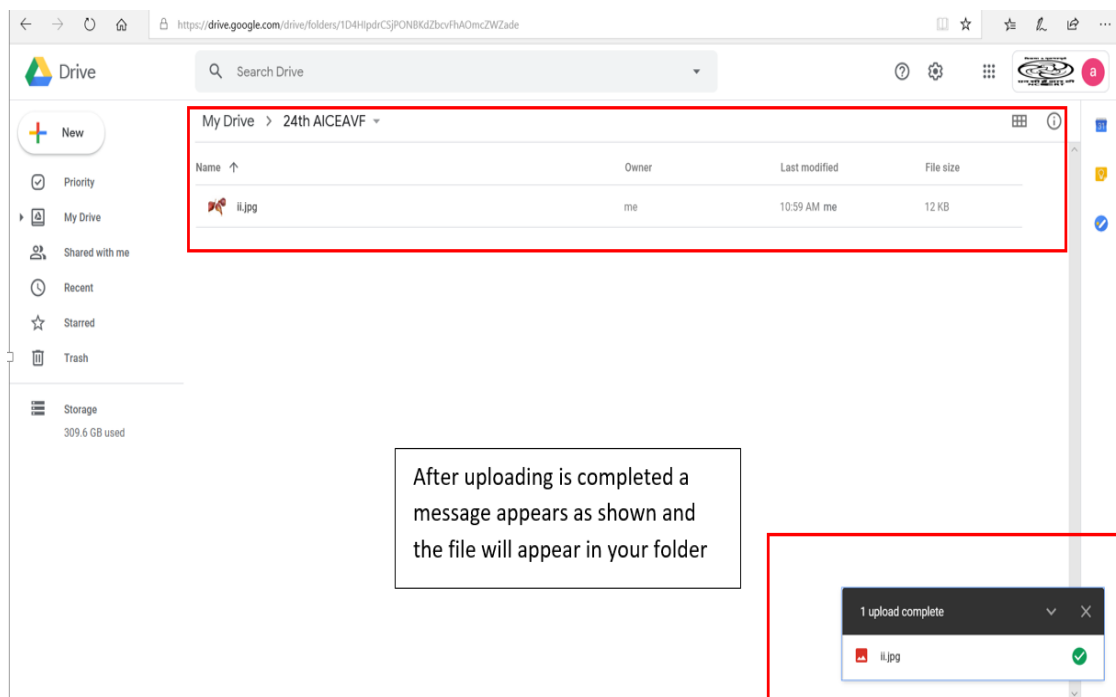 https://drive.google.com/drive/folders/1D4HIpdrCSjPONBKdZbcvFhAOmcZWZade
Drive
Search Drive
a
New
My Drive > 24th AICEAVF
31
Name ↑ Owner Last modified File size
Priority
ii.jpg me 10:59 AM me 12 KB
My Drive
Shared with me
Recent
Starred
Trash
Storage
309.6 GB used
After uploading is completed a
message appears as shown and
the file will appear in your folder
1 upload complete
ii.jpg